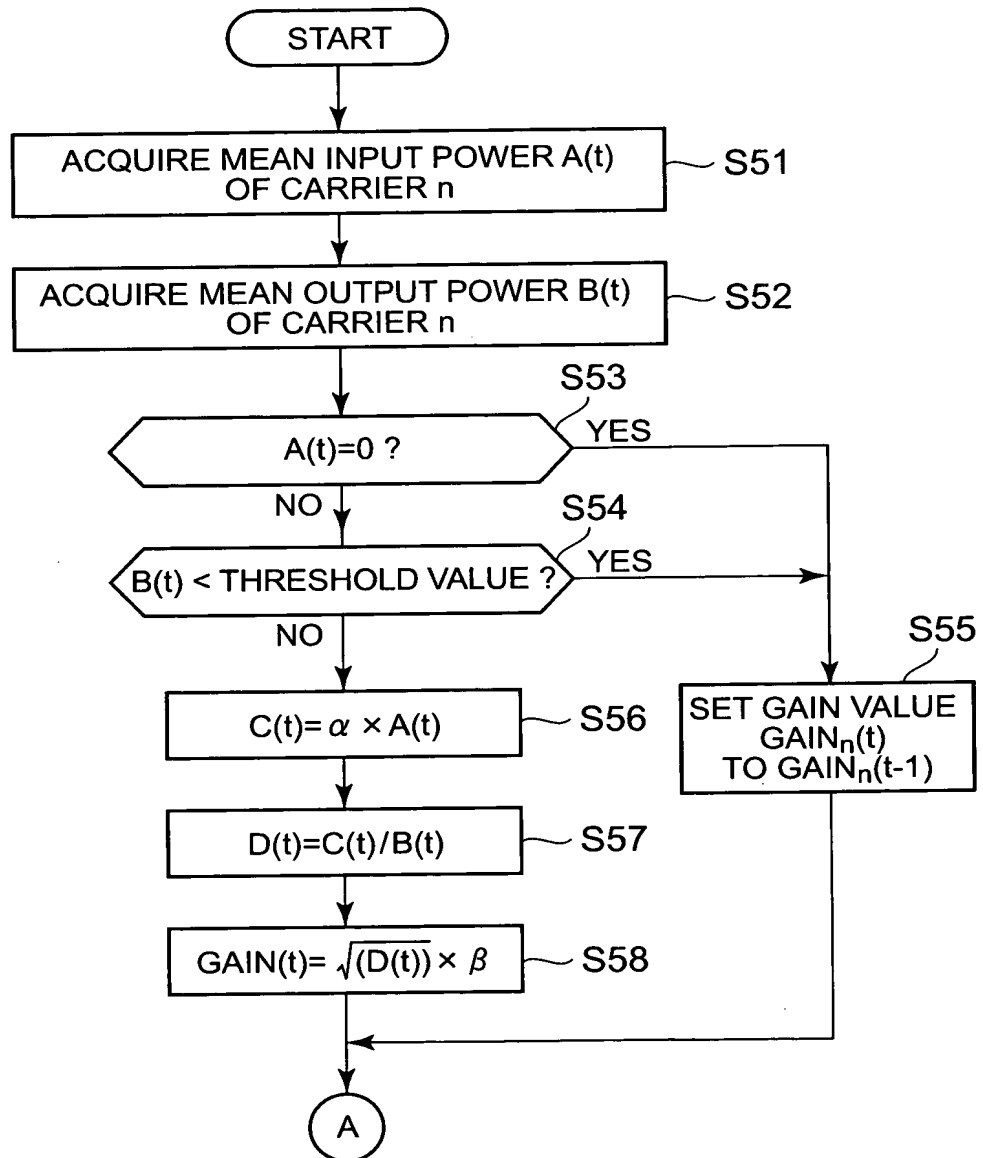 START
ACQUIRE MEAN INPUT POWER A(t)
OF CARRIER n
S51
ACQUIRE MEAN OUTPUT POWER B(t)
OF CARRIER n
S52
S53
A(t)=0 ?
YES
NO
S54
B(t) < THRESHOLD VALUE ?
YES
NO
S55
SET GAIN VALUE
GAINₙ(t)
TO GAINₙ(t-1)
C(t)= α × A(t)
S56
D(t)=C(t)/B(t)
S57
GAIN(t)= √(D(t)) × β
S58
A